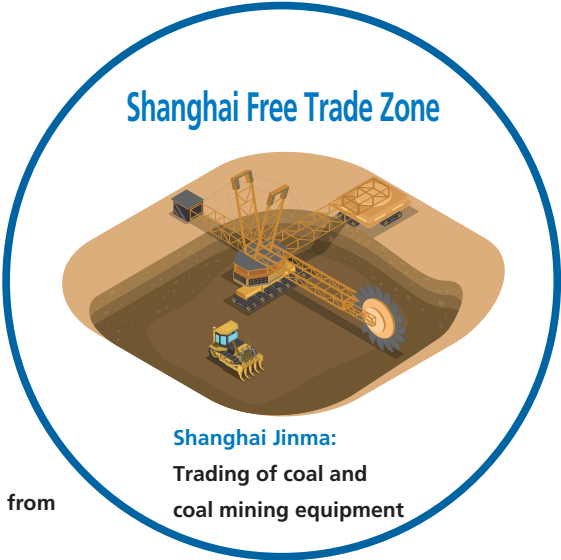 Shanghai Free Trade Zone
Shanghai Jinma:
Trading of coal and
from
coal mining equipment